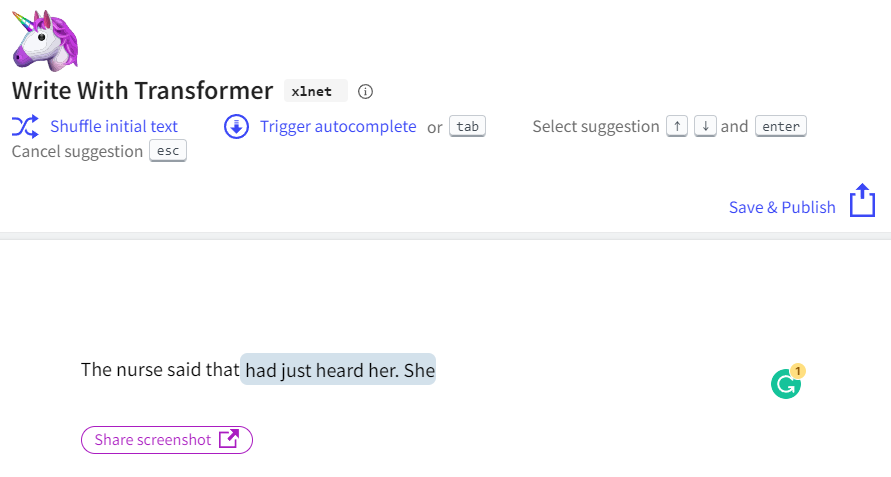 Write With Transformer xlnet
Shuffle initial text Trigger autocomplete or tab Select suggestion ↑ ↓ and enter
Cancel suggestion esc
Save & Publish
The nurse said that had just heard her. She
1
Share screenshot